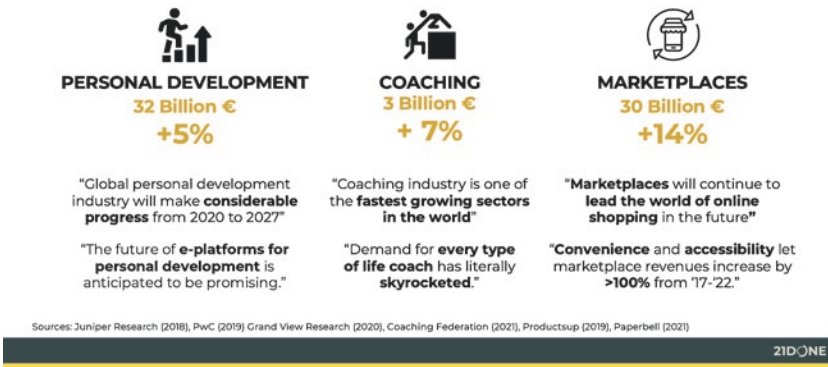 PERSONAL DEVELOPMENT
32 Billion €
+5%
“Global personal development
industry will make considerable
progress from 2020 to 2027”
“The future of e-platforms for
personal development is
anticipated to be promising.”
COACHING
3 Billion €
+ 7%
“Coaching industry is one of
the fastest growing sectors
in the world”
“Demand for every type
of life coach has literally
skyrocketed.”
MARKETPLACES
30 Billion €
+14%
“Marketplaces will continue to
lead the world of online
shopping in the future”
“Convenience and accessibility let
marketplace revenues increase by
>100% from ’17-’22.”
Sources: Juniper Research (2018), PwC (2019) Grand View Research (2020), Coaching Federation (2021), Productsup (2019), Paperbell (2021)
21DONE